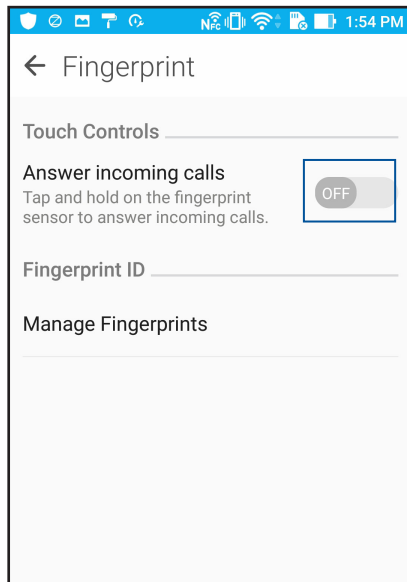 NFC 1:54 PM
Fingerprint
Touch Controls
Answer incoming calls
Tap and hold on the fingerprint
sensor to answer incoming calls.
OFF
Fingerprint ID
Manage Fingerprints